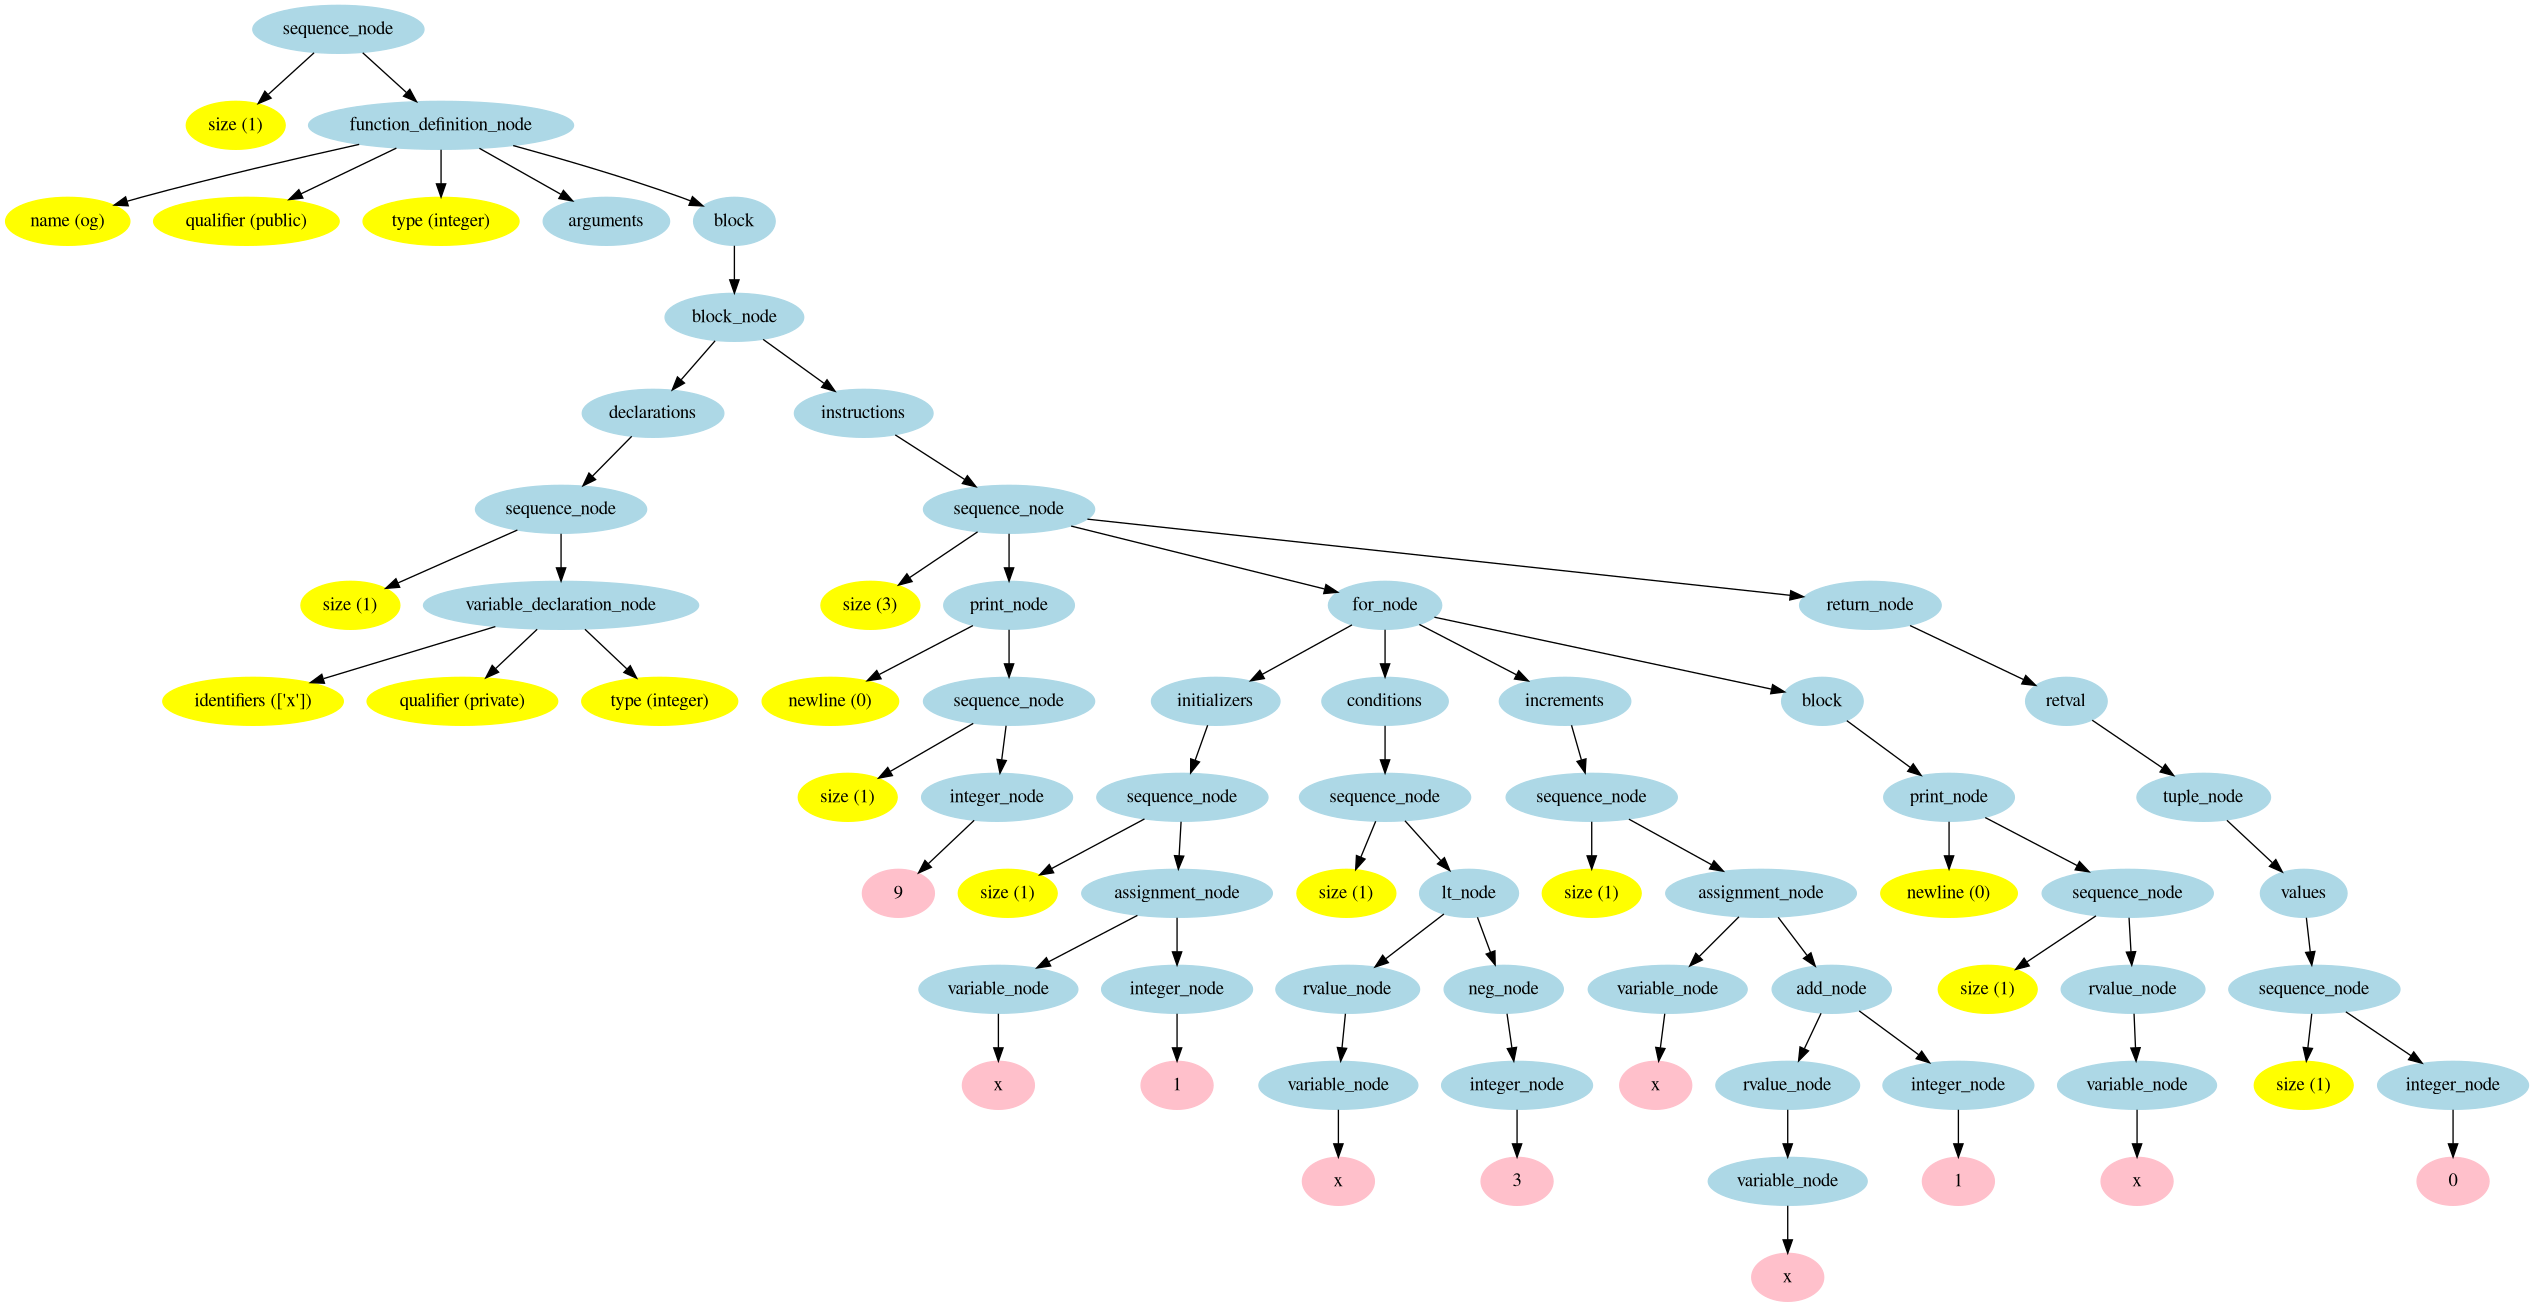 sequence_node
size (1)
function_definition_node
name (og)
qualifier (public)
type (integer)
arguments
block
block_node
declarations
instructions
sequence_node
sequence_node
size (1)
variable_declaration_node
size (3)
print_node
for_node
return_node
identifiers (['x'])
qualifier (private)
type (integer)
newline (0)
sequence_node
initializers
conditions
increments
block
retval
size (1)
integer_node
sequence_node
sequence_node
sequence_node
print_node
tuple_node
9
size (1)
assignment_node
size (1)
lt_node
size (1)
assignment_node
newline (0)
sequence_node
values
variable_node
integer_node
rvalue_node
neg_node
variable_node
add_node
size (1)
rvalue_node
sequence_node
x
1
variable_node
integer_node
x
rvalue_node
integer_node
variable_node
size (1)
integer_node
x
3
variable_node
1
x
0
x